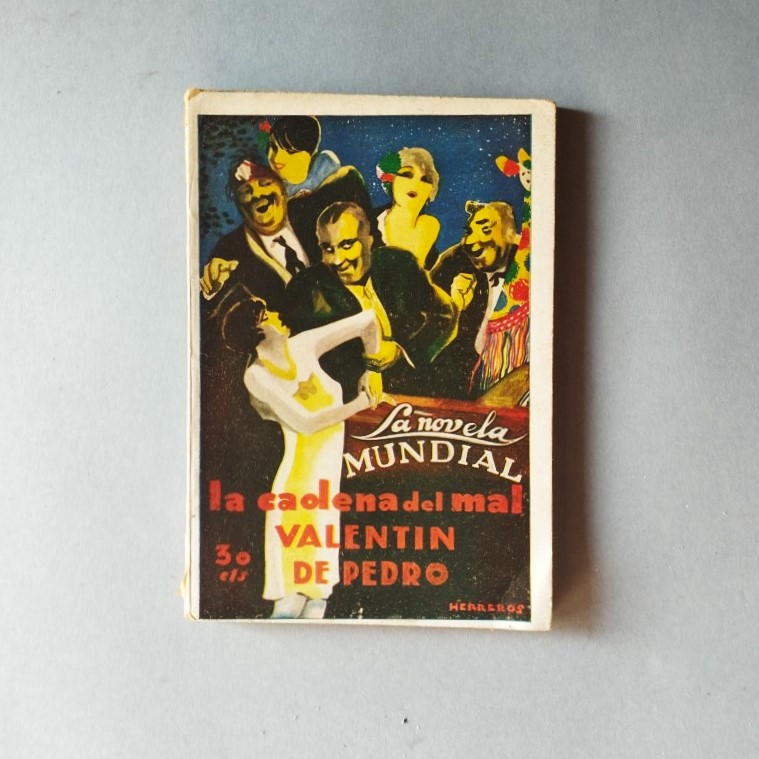 La novela
MUNDIAL
la cadena del mal
VALENTIN
DE PEDRO
30
cts
HERREROS